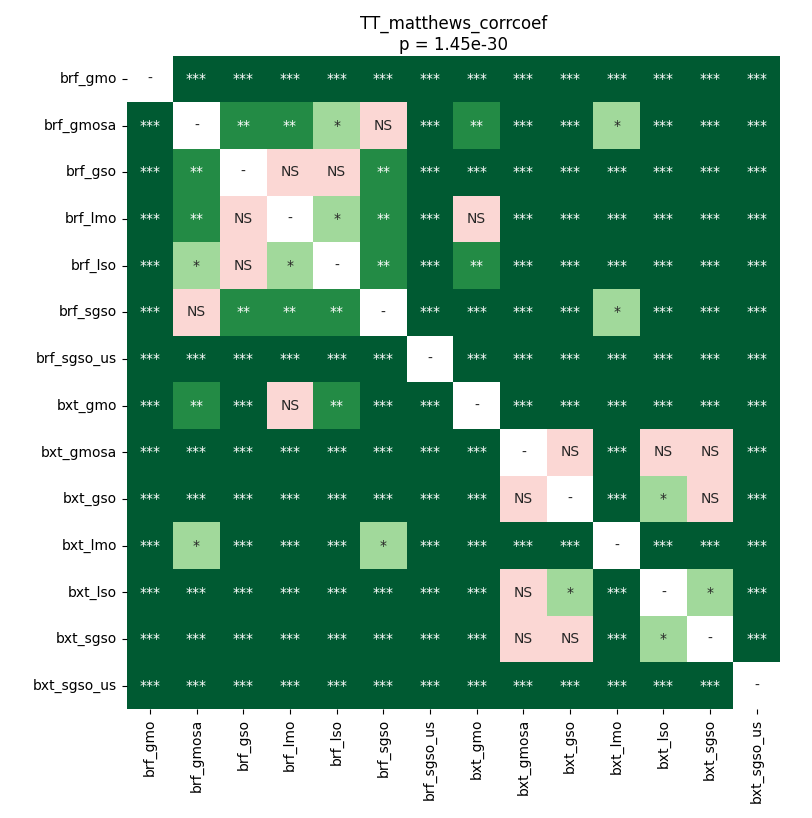 TT_matthews_corrcoef
p = 1.45e-30
brf_gmo - *** *** *** *** *** *** *** *** *** *** *** *** ***
brf_gmosa *** - ** ** * NS *** ** *** *** * *** *** ***
brf_gso *** ** - NS NS ** *** *** *** *** *** *** *** ***
brf_lmo *** ** NS - * ** *** NS *** *** *** *** *** ***
brf_lso *** * NS * - ** *** ** *** *** *** *** *** ***
brf_sgso *** NS ** ** ** - *** *** *** *** * *** *** ***
brf_sgso_us *** *** *** *** *** *** - *** *** *** *** *** *** ***
bxt_gmo *** ** *** NS ** *** *** - *** *** *** *** *** ***
bxt_gmosa *** *** *** *** *** *** *** *** - NS *** NS NS ***
bxt_gso *** *** *** *** *** *** *** *** NS - *** * NS ***
bxt_lmo *** * *** *** *** * *** *** *** *** - *** *** ***
bxt_lso *** *** *** *** *** *** *** *** NS * *** - * ***
bxt_sgso *** *** *** *** *** *** *** *** NS NS *** * - ***
bxt_sgso_us *** *** *** *** *** *** *** *** *** *** *** *** *** -
brf_gmo brf_gmosa brf_gso brf_lmo brf_lso brf_sgso brf_sgso_us bxt_gmo bxt_gmosa bxt_gso bxt_lmo bxt_lso bxt_sgso bxt_sgso_us